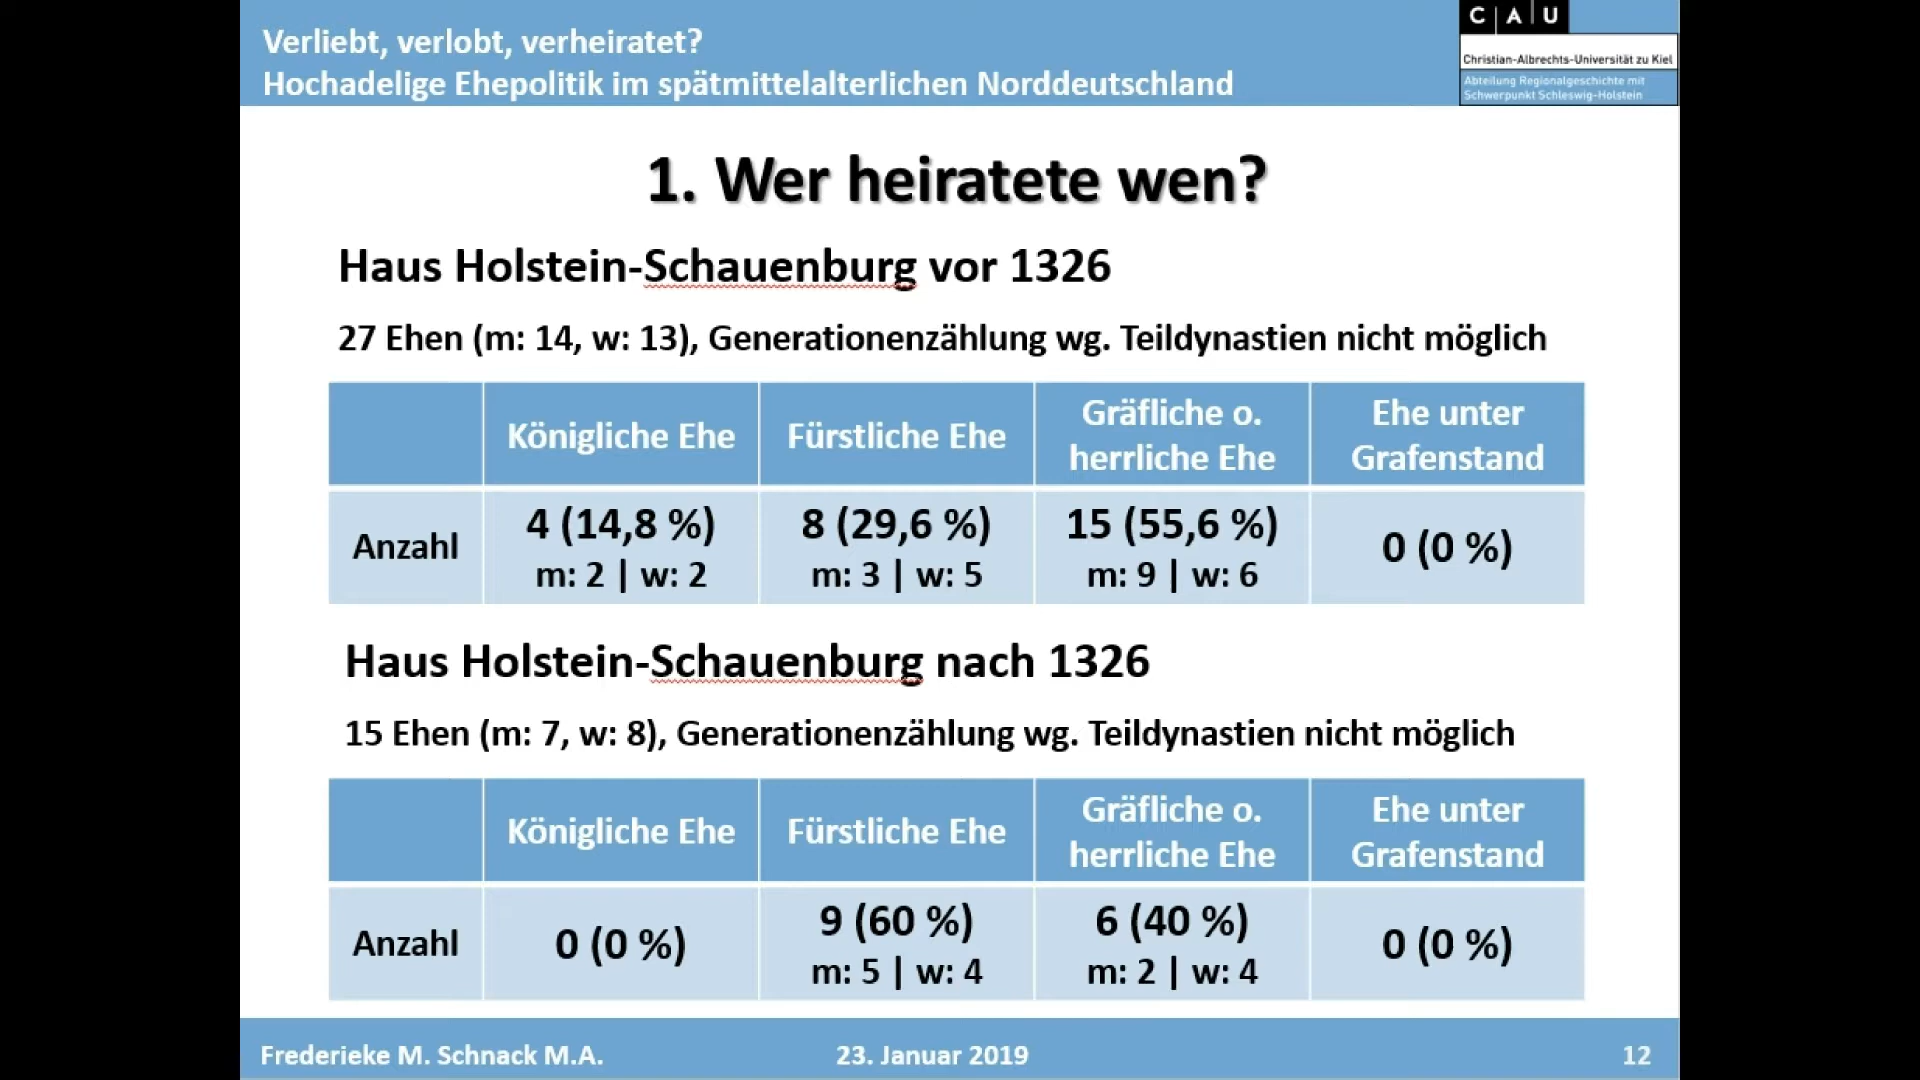 Verliebt, verlobt, verheiratet?
Hochadelige Ehepolitik im spätmittelalterlichen Norddeutschland
C A U
Christian-Albrechts-Universität zu Kiel
Abteilung Regionalgeschichte mit
Schwerpunkt Schleswig-Holstein
1. Wer heiratete wen?
Haus Holstein-Schauenburg vor 1326
27 Ehen (m: 14, w: 13), Generationenzählung wg. Teildynastien nicht möglich
Königliche Ehe
Fürstliche Ehe
Gräfliche o.
herrliche Ehe
Ehe unter
Grafenstand
Anzahl
4 (14,8 %)
m: 2 | w: 2
8 (29,6 %)
m: 3 | w: 5
15 (55,6 %)
m: 9 | w: 6
0 (0 %)
Haus Holstein-Schauenburg nach 1326
15 Ehen (m: 7, w: 8), Generationenzählung wg. Teildynastien nicht möglich
Königliche Ehe
Fürstliche Ehe
Gräfliche o.
herrliche Ehe
Ehe unter
Grafenstand
Anzahl
0 (0 %)
9 (60 %)
m: 5 | w: 4
6 (40 %)
m: 2 | w: 4
0 (0 %)
Frederieke M. Schnack M.A.
23. Januar 2019
12